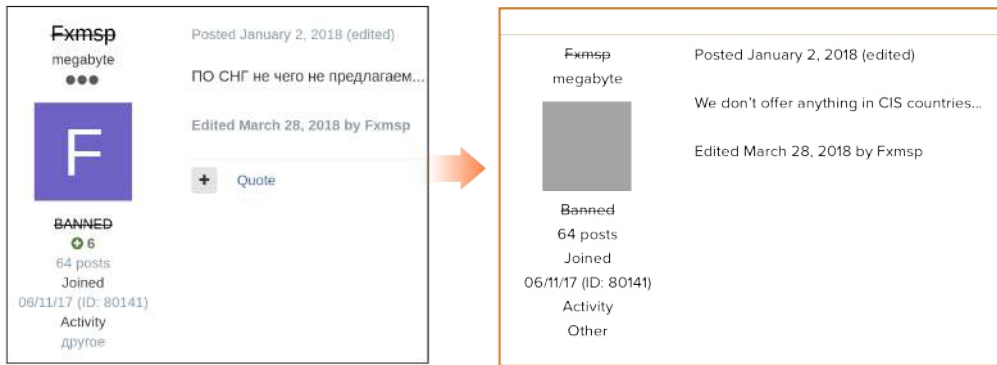 Fxmsp
megabyte
Posted January 2, 2018 (edited)
ПО СНГ не чего не предлагаем...
Edited March 28, 2018 by Fxmsp
+ Quote
F
BANNED
6
64 posts
Joined
06/11/17 (ID: 80141)
Activity
другое
Fxmsp
megabyte
Posted January 2, 2018 (edited)
We don't offer anything in CIS countries...
Edited March 28, 2018 by Fxmsp
Banned
64 posts
Joined
06/11/17 (ID: 80141)
Activity
Other